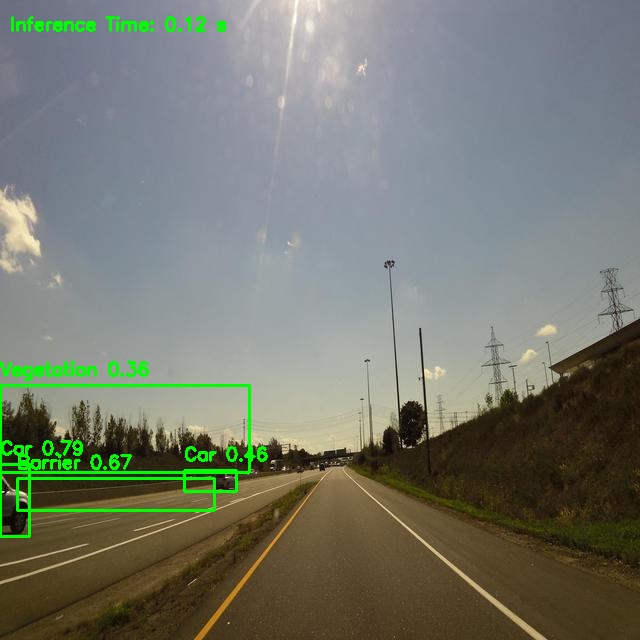 Inference Time: 0.12 s
Vegetation 0.36
Car 0.79
Car 0.46
Barrier 0.67